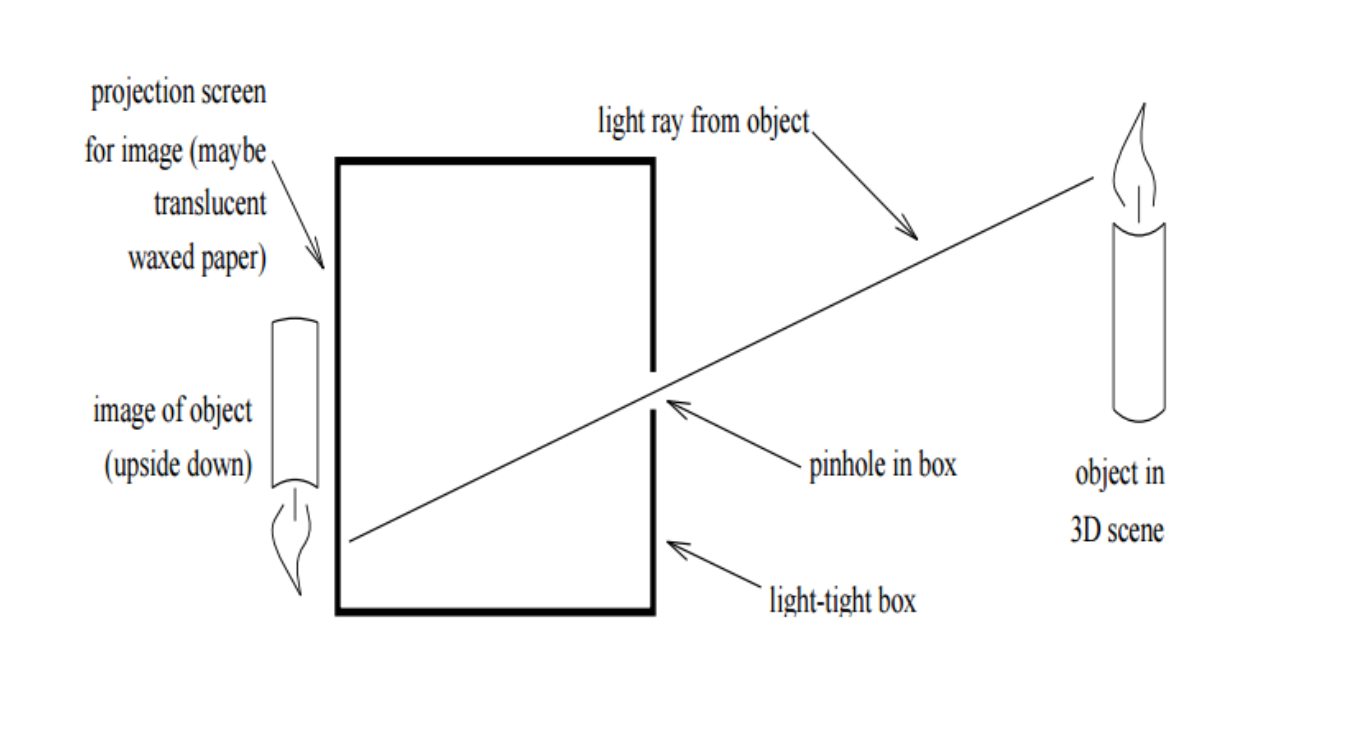 projection screen
for image (maybe
translucent
waxed paper)
light ray from object
image of object
(upside down)
pinhole in box
object in
3D scene
light-tight box